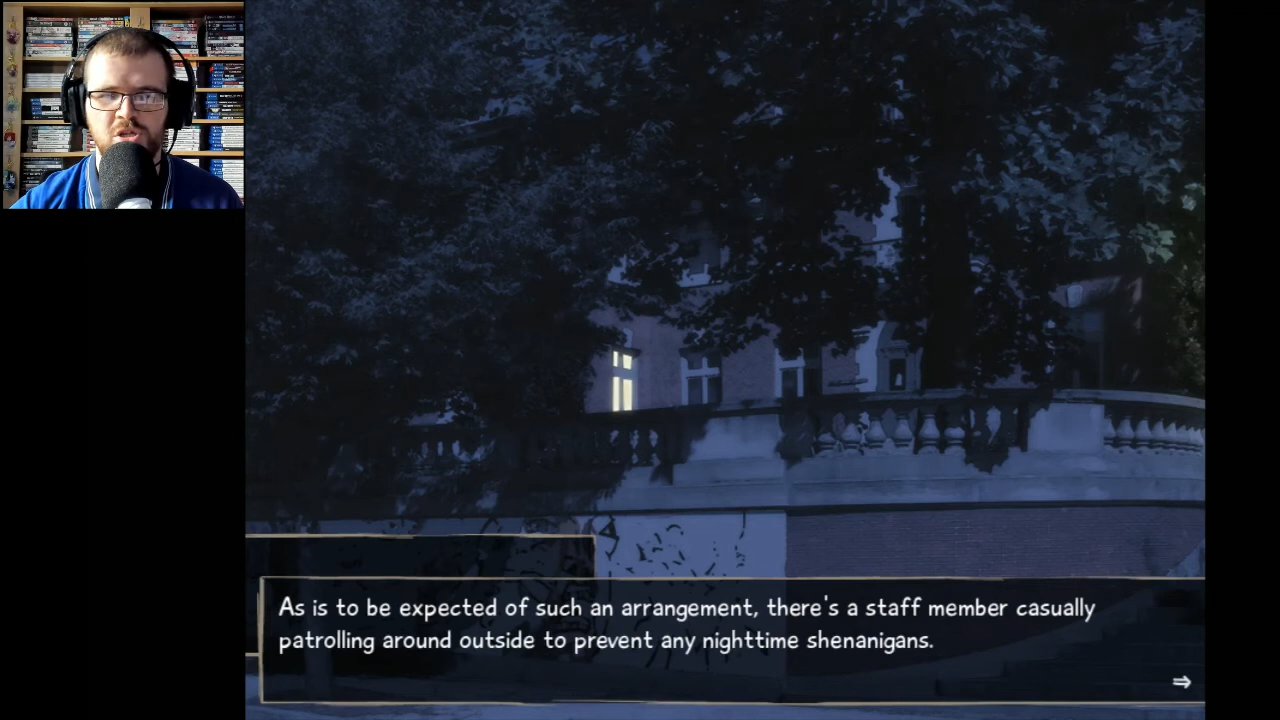 As is to be expected of such an arrangement, there's a staff member casually
patrolling around outside to prevent any nighttime shenanigans.